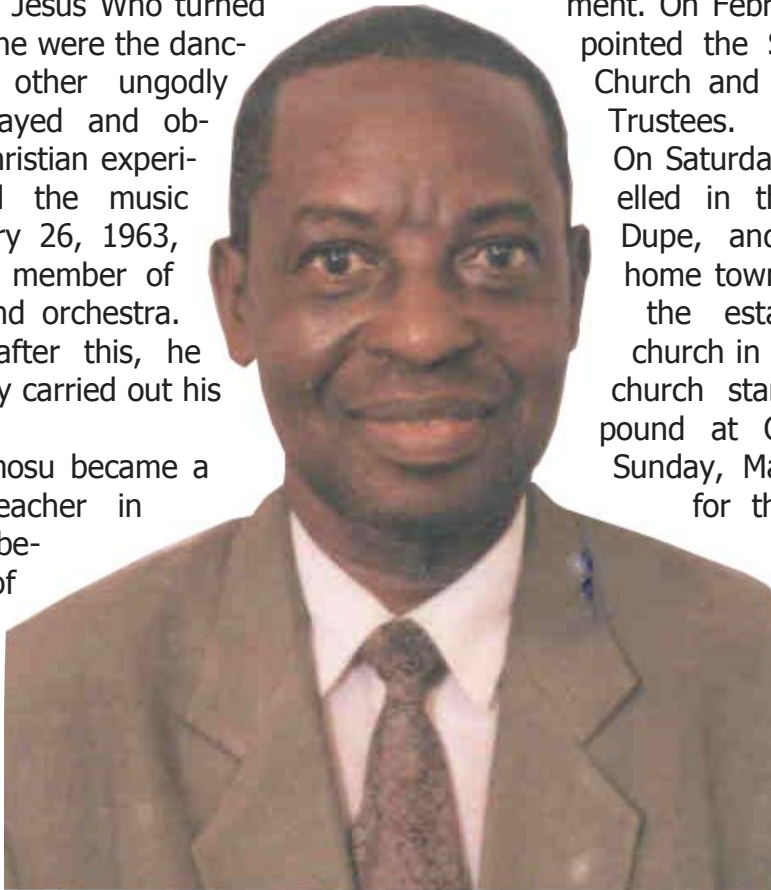 Jesus Who turned
ne were the danc-
other ungodly
ayed and ob-
hristian experi-
the music
ry 26, 1963,
member of
nd orchestra.
after this, he
y carried out his
nosu became a
eacher in
be-
of
ment. On Febr
pointed the S
Church and
Trustees.
On Saturda
elled in th
Dupe, and
home town
the esta
church in
church star
pound at
Sunday, Ma
for th